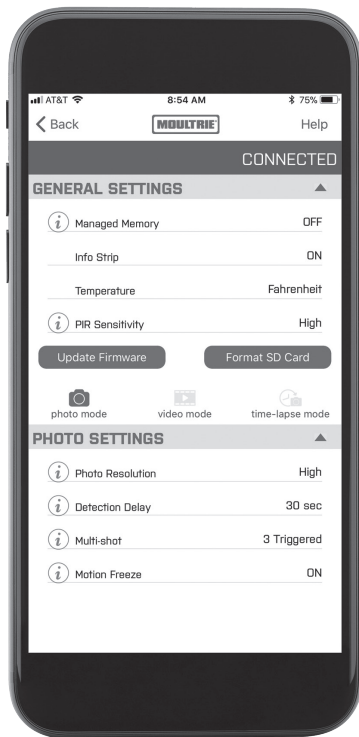 AT&T 8:54 AM 75%
Back MOULTRIE Help
CONNECTED
GENERAL SETTINGS
i Managed Memory OFF
Info Strip ON
Temperature Fahrenheit
i PIR Sensitivity High
Update Firmware Format SD Card
photo mode video mode time-lapse mode
PHOTO SETTINGS
i Photo Resolution High
i Detection Delay 30 sec
i Multi-shot 3 Triggered
i Motion Freeze ON